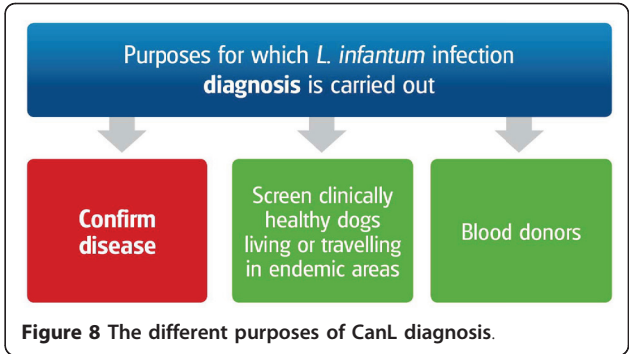 Purposes for which L. infantum infection
diagnosis is carried out
Confirm
disease
Screen clinically
healthy dogs
living or travelling
in endemic areas
Blood donors
Figure 8 The different purposes of CanL diagnosis.